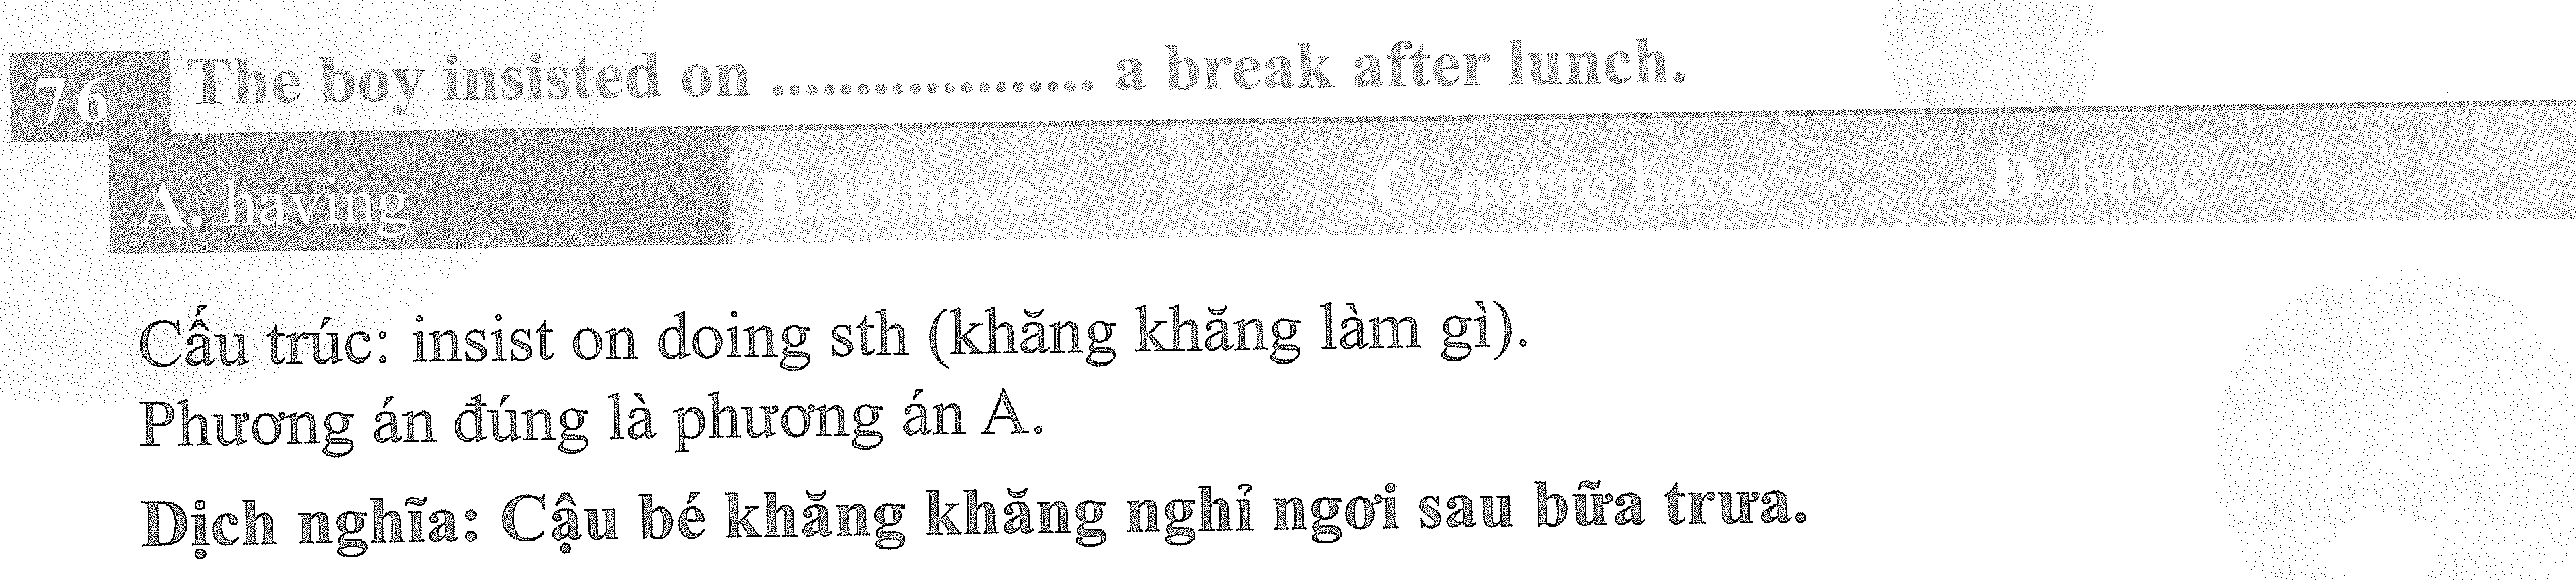 76 The boy insisted on .................. a break after lunch.
A. having B. to have C. not to have D. have
Cấu trúc: insist on doing sth (khăng khăng làm gì).
Phương án đúng là phương án A.
Dịch nghĩa: Cậu bé khăng khăng nghỉ ngơi sau bữa trưa.